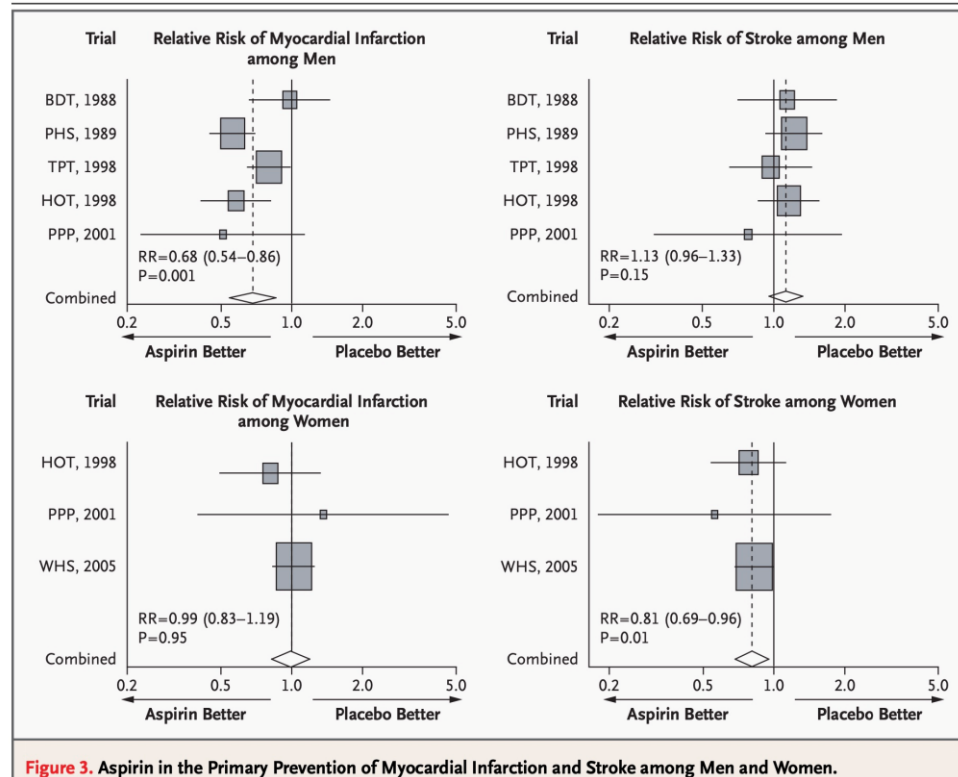 Trial
Relative Risk of Myocardial Infarction
among Men
BDT, 1988
PHS, 1989
TPT, 1998
HOT, 1998
PPP, 2001
RR=0.68 (0.54–0.86)
P=0.001
Combined
0.2 0.5 1.0 2.0 5.0
Aspirin Better Placebo Better
Trial
Relative Risk of Stroke among Men
BDT, 1988
PHS, 1989
TPT, 1998
HOT, 1998
PPP, 2001
RR=1.13 (0.96–1.33)
P=0.15
Combined
0.2 0.5 1.0 2.0 5.0
Aspirin Better Placebo Better
Trial
Relative Risk of Myocardial Infarction
among Women
HOT, 1998
PPP, 2001
WHS, 2005
RR=0.99 (0.83–1.19)
P=0.95
Combined
0.2 0.5 1.0 2.0 5.0
Aspirin Better Placebo Better
Trial
Relative Risk of Stroke among Women
HOT, 1998
PPP, 2001
WHS, 2005
RR=0.81 (0.69–0.96)
P=0.01
Combined
0.2 0.5 1.0 2.0 5.0
Aspirin Better Placebo Better
Figure 3. Aspirin in the Primary Prevention of Myocardial Infarction and Stroke among Men and Women.